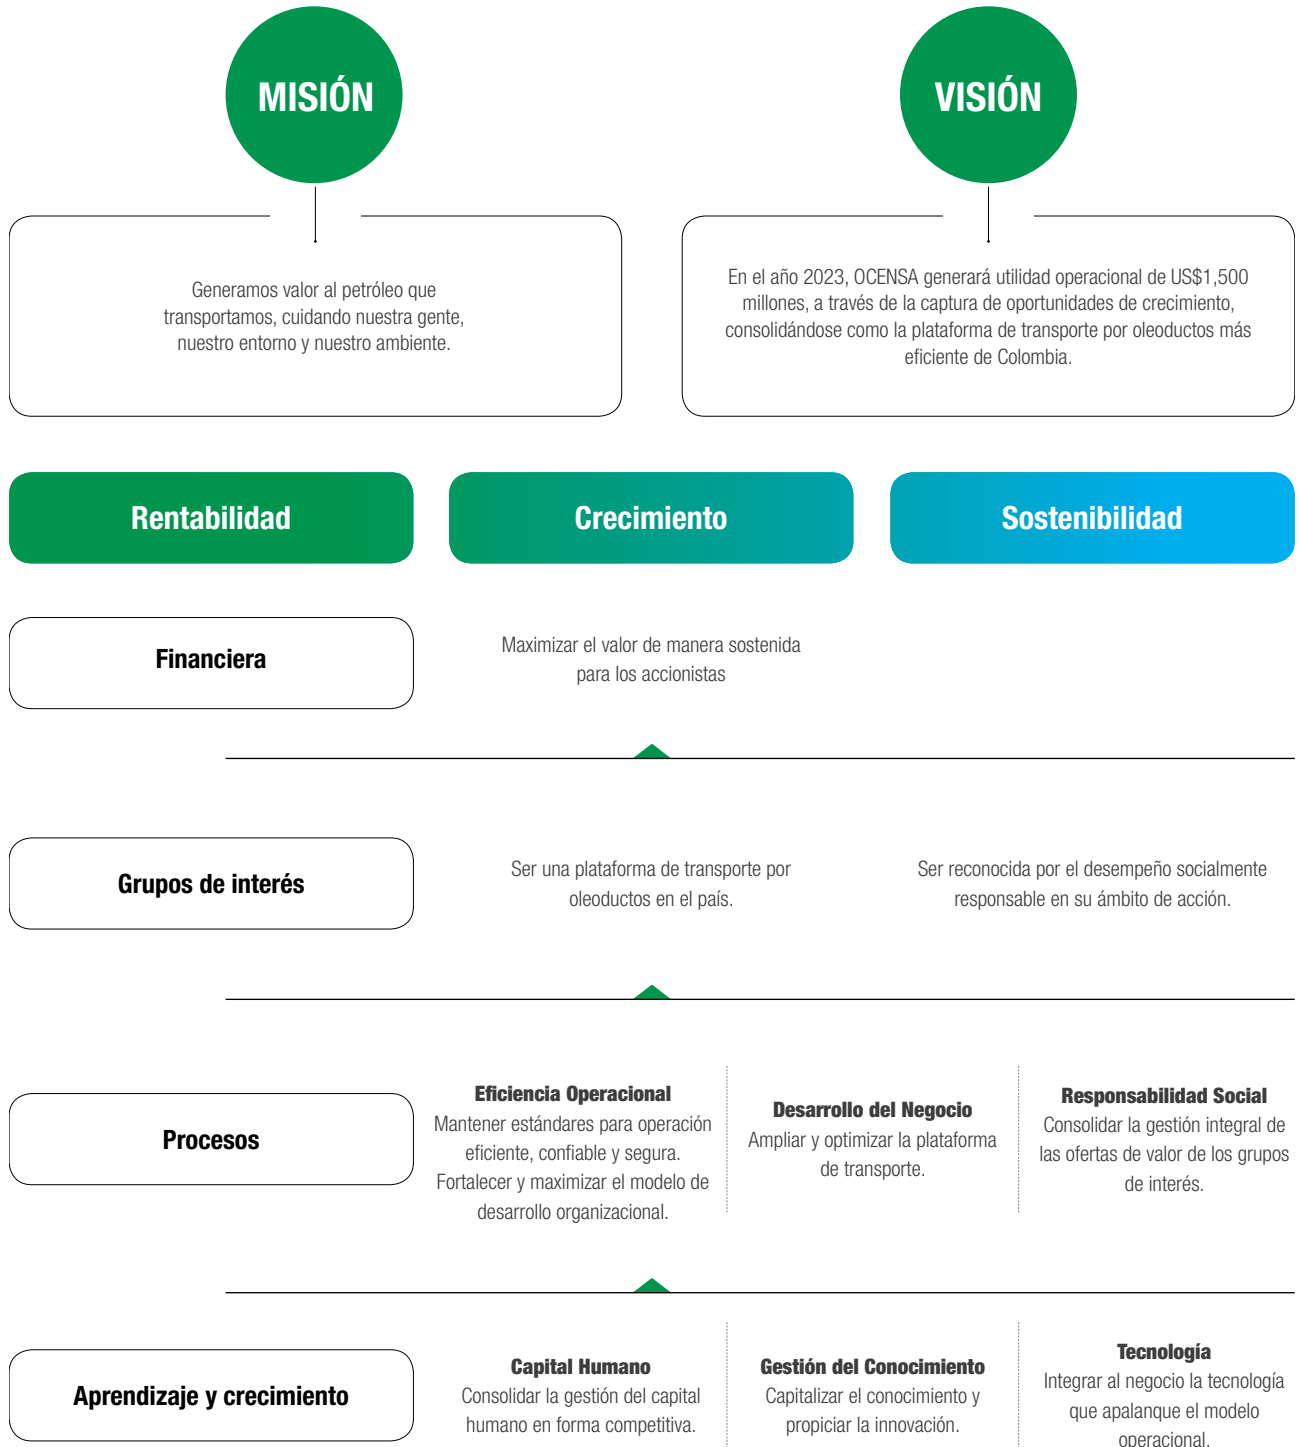 MISIÓN
VISIÓN
Generamos valor al petróleo que
transportamos, cuidando nuestra gente,
nuestro entorno y nuestro ambiente.
En el año 2023, OCENSA generará utilidad operacional de US$1,500
millones, a través de la captura de oportunidades de crecimiento,
consolidándose como la plataforma de transporte por oleoductos más
eficiente de Colombia.
Rentabilidad
Crecimiento
Sostenibilidad
Financiera
Maximizar el valor de manera sostenida
para los accionistas
Grupos de interés
Ser una plataforma de transporte por
oleoductos en el país.
Ser reconocida por el desempeño socialmente
responsable en su ámbito de acción.
Procesos
Eficiencia Operacional
Mantener estándares para operación
eficiente, confiable y segura.
Fortalecer y maximizar el modelo de
desarrollo organizacional.
Desarrollo del Negocio
Ampliar y optimizar la plataforma
de transporte.
Responsabilidad Social
Consolidar la gestión integral de
las ofertas de valor de los grupos
de interés.
Aprendizaje y crecimiento
Capital Humano
Consolidar la gestión del capital
humano en forma competitiva.
Gestión del Conocimiento
Capitalizar el conocimiento y
propiciar la innovación.
Tecnología
Integrar al negocio la tecnología
que apalanque el modelo
operacional.